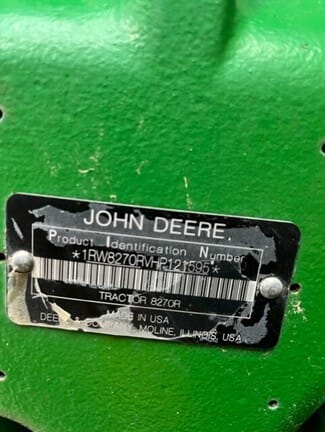 JOHN DEERE
Product Identification Number
*1RW8270RVHP121595*
TRACTOR 8270R
MADE IN USA
DEERE & COMPANY, MOLINE, ILLINOIS, USA